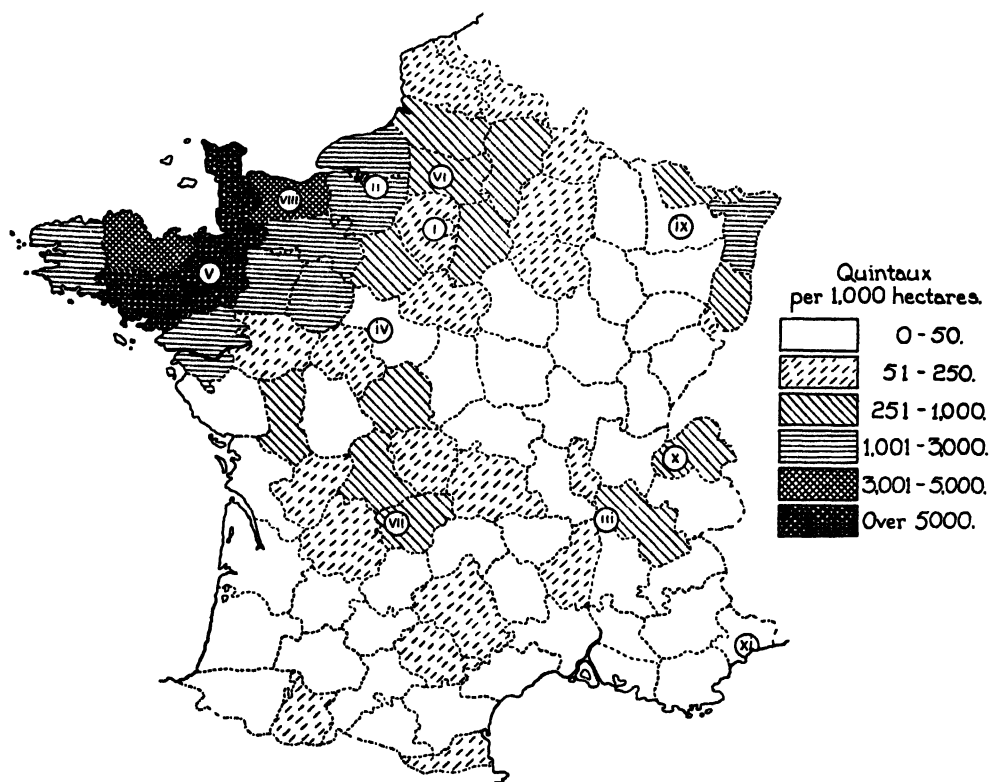 VIII
II
VI
I
IX
V
IV
X
VII
III
XI
Quintaux
per 1,000 hectares.
0 - 50.
51 - 250.
251 - 1,000.
1,001 - 3,000.
3,001 - 5,000.
Over 5000.